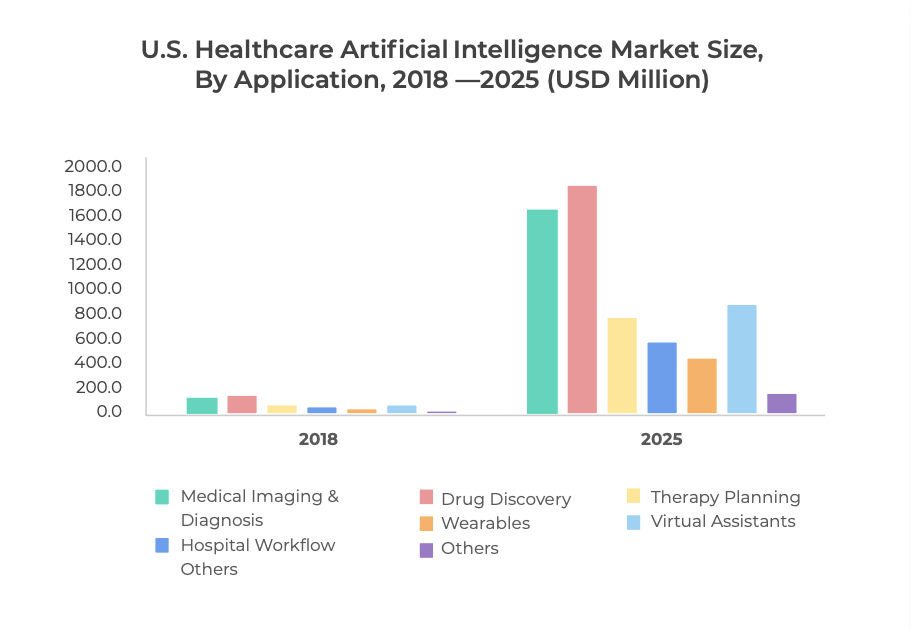 U.S. Healthcare Artificial Intelligence Market Size,
By Application, 2018 —2025 (USD Million)
2000.0
1800.0
1600.0
1400.0
1200.0
1000.0
800.0
600.0
400.0
200.0
0.0
2018
2025
Medical Imaging &
Diagnosis
Hospital Workflow
Others
Drug Discovery
Wearables
Others
Therapy Planning
Virtual Assistants